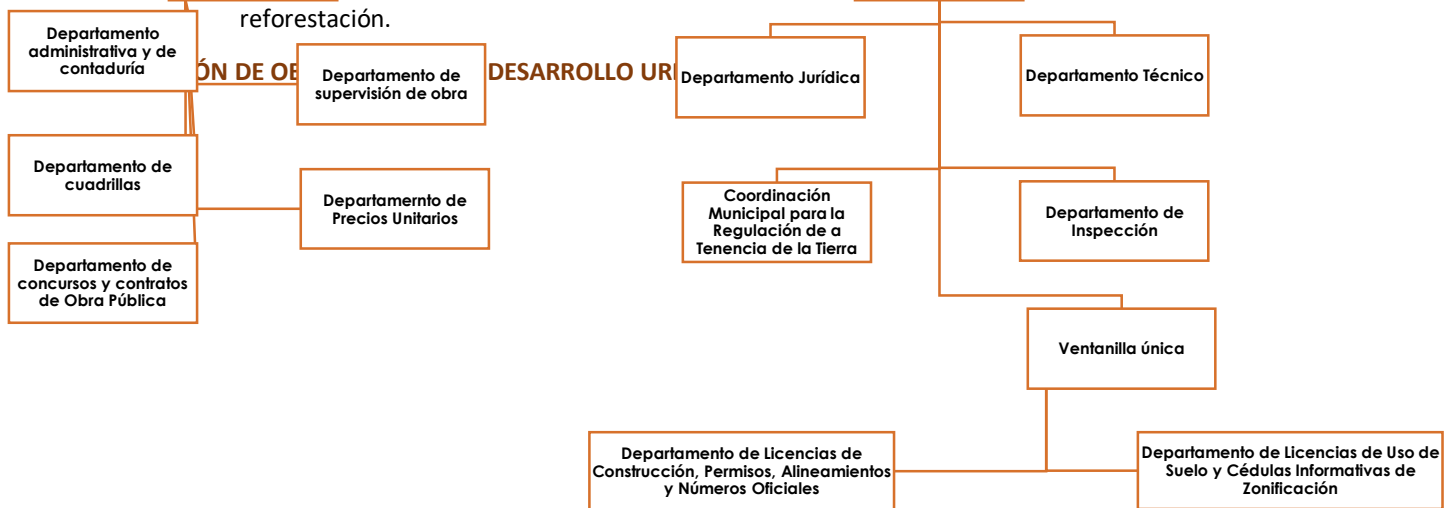 reforestación.
Departamento
administrativa y de
contaduría
ÓN DE OB
DESARROLLO UR
Departamento de
supervisión de obra
Departamento Jurídica
Departamento Técnico
Departamento de
cuadrillas
Departamernto de
Precios Unitarios
Coordinación
Municipal para la
Regulación de a
Tenencia de la Tierra
Departamento de
Inspección
Departamento de
concursos y contratos
de Obra Pública
Ventanilla única
Departamento de Licencias de
Construcción, Permisos, Alineamientos
y Números Oficiales
Departamento de Licencias de Uso de
Suelo y Cédulas Informativas de
Zonificación